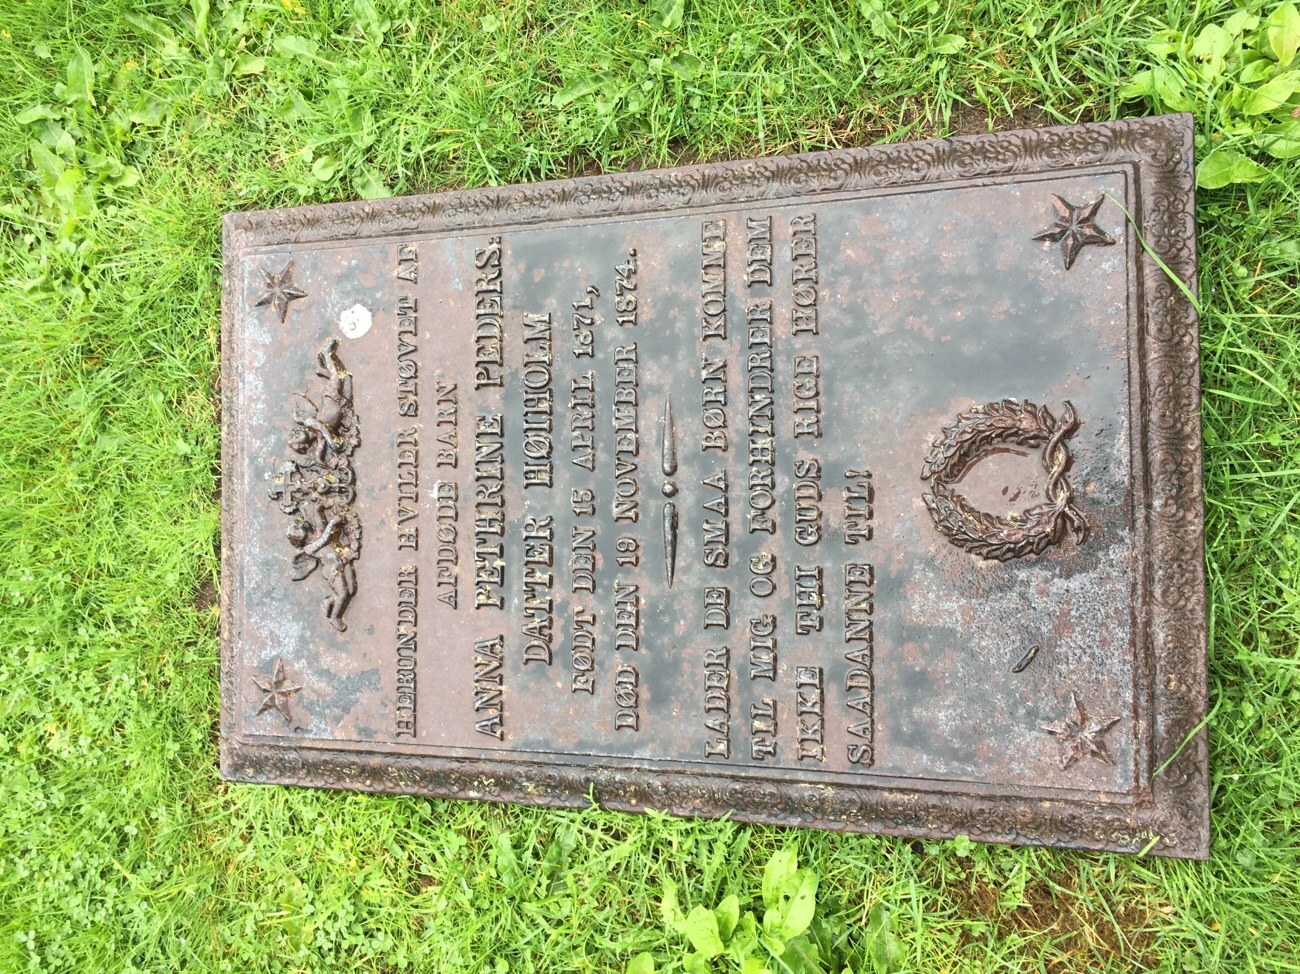 HERUNDER HVILER STØVET AF
AFDØDE BARN
ANNA PETHRINE PEDERS:
DATTER HØIHOLM
FØDT DEN 15 APRIL 1871,
DØD DEN 19 NOVEMBER 1874.
LADER DE SMAA BØRN KOMME
TIL MIG OG FORHINDRER DEM
IKKE THI GUDS RIGE HØRER
SAADANNE TIL!